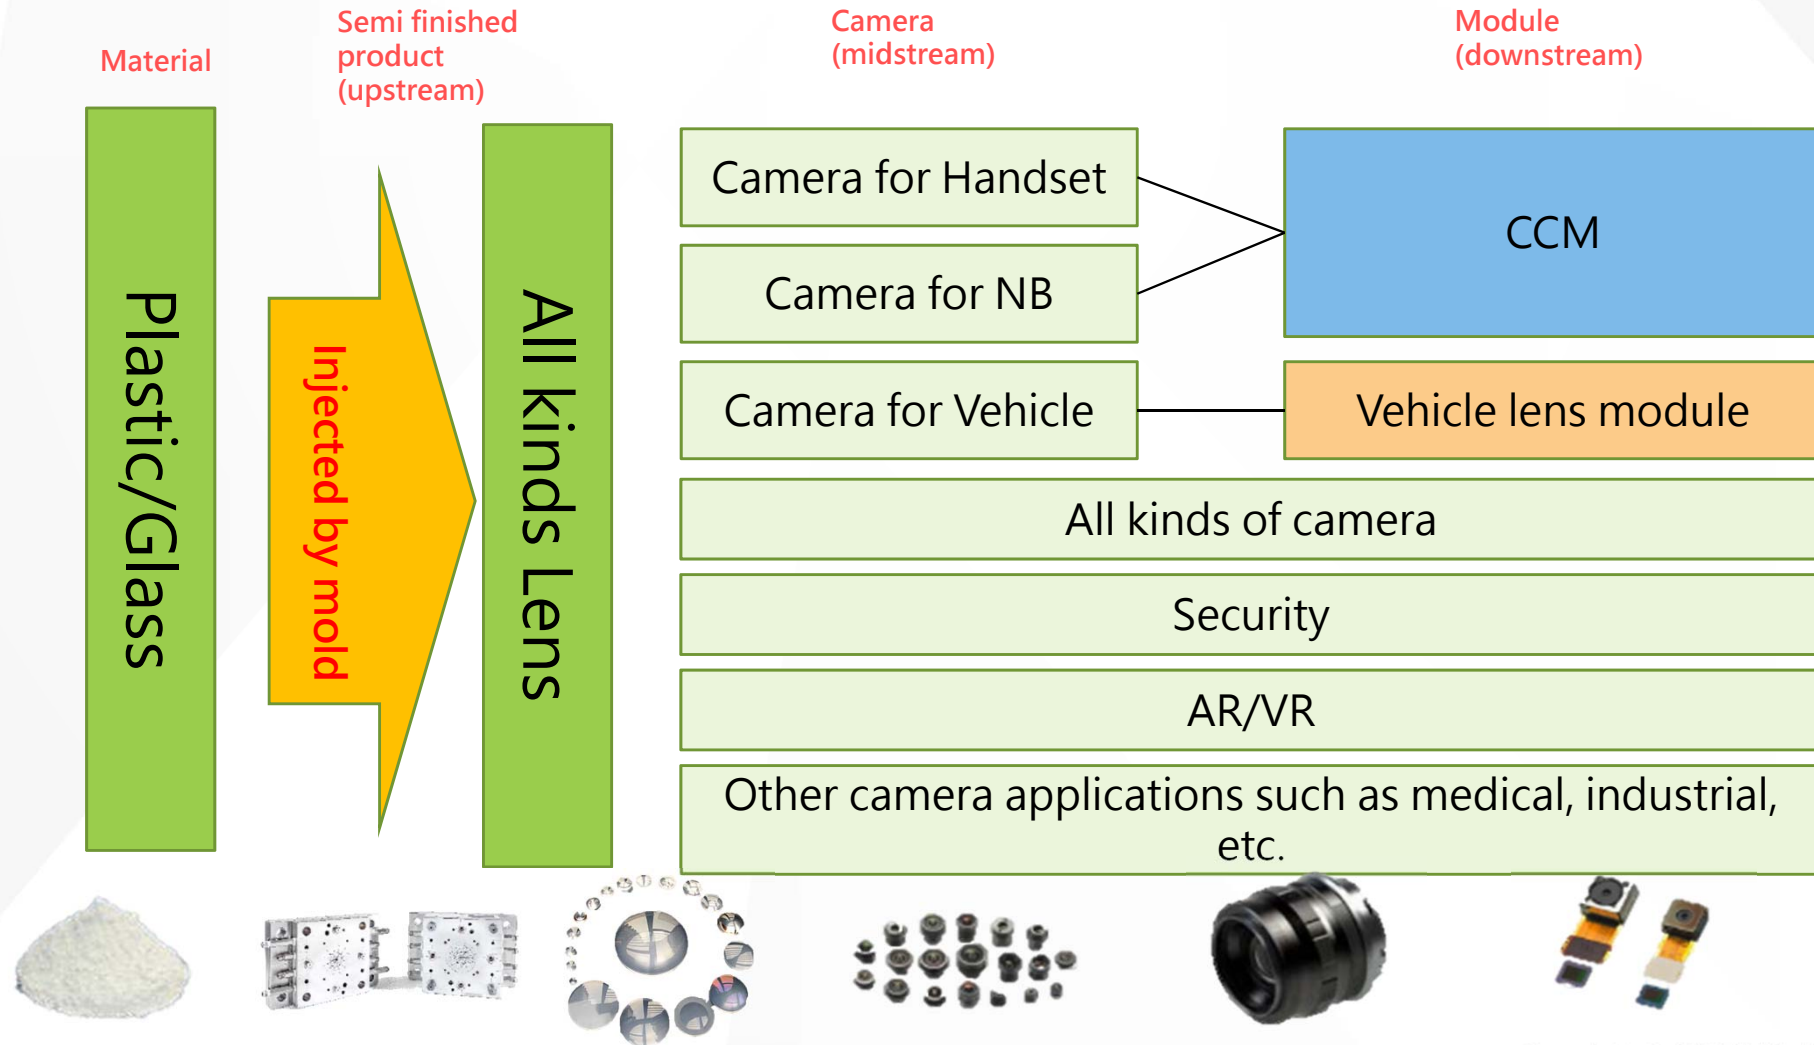 Material
Semi finished
product
(upstream)
Camera
(midstream)
Module
(downstream)
Plastic/Glass
Injected by mold
All kinds Lens
Camera for Handset
Camera for NB
Camera for Vehicle
CCM
Vehicle lens module
All kinds of camera
Security
AR/VR
Other camera applications such as medical, industrial,
etc.